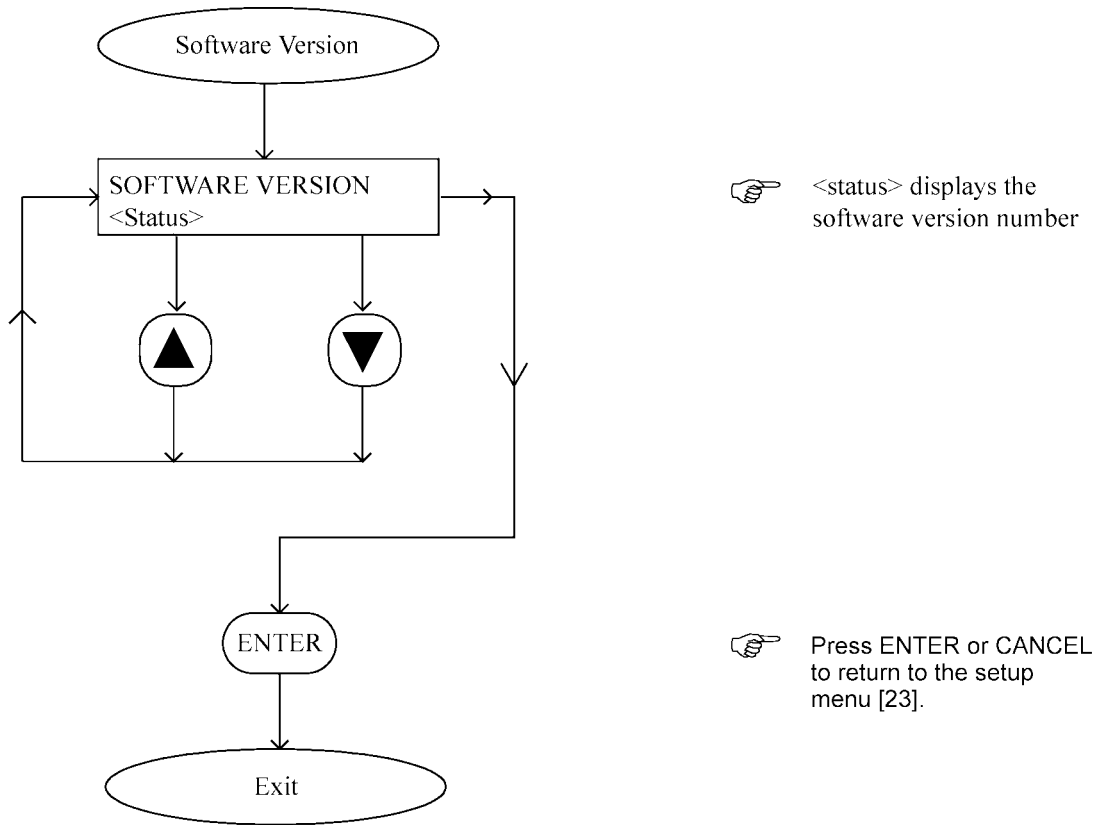 Software Version
SOFTWARE VERSION
<Status>
<status> displays the
software version number
ENTER
Press ENTER or CANCEL
to return to the setup
menu [23].
Exit